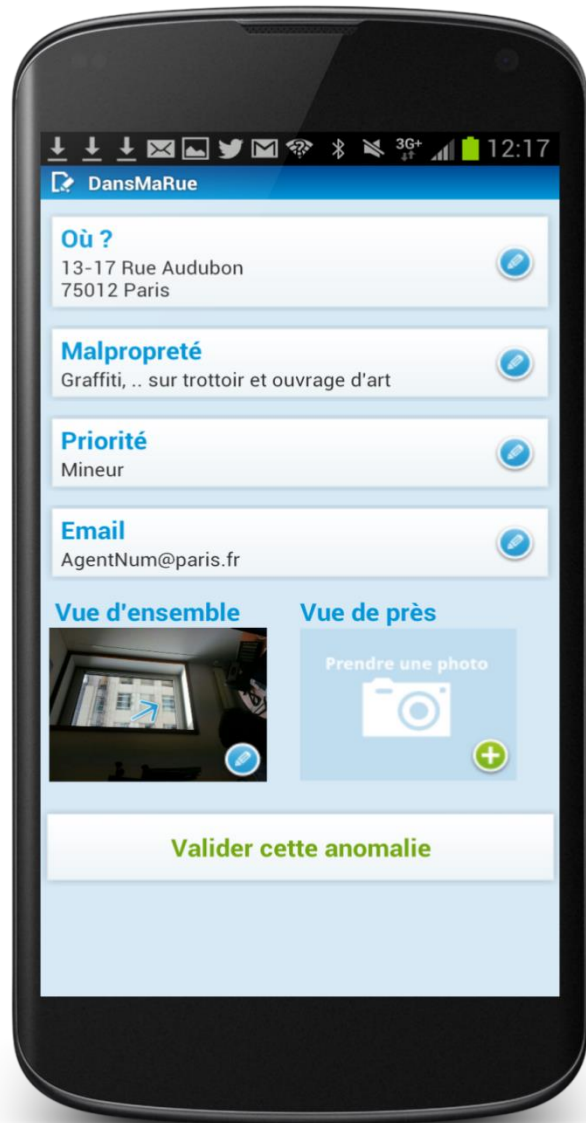 3G+ 12:17
DansMaRue
Où ?
13-17 Rue Audubon
75012 Paris
Malpropreté
Graffiti, .. sur trottoir et ouvrage d'art
Priorité
Mineur
Email
AgentNum@paris.fr
Vue d'ensemble
Vue de près
Prendre une photo
Valider cette anomalie